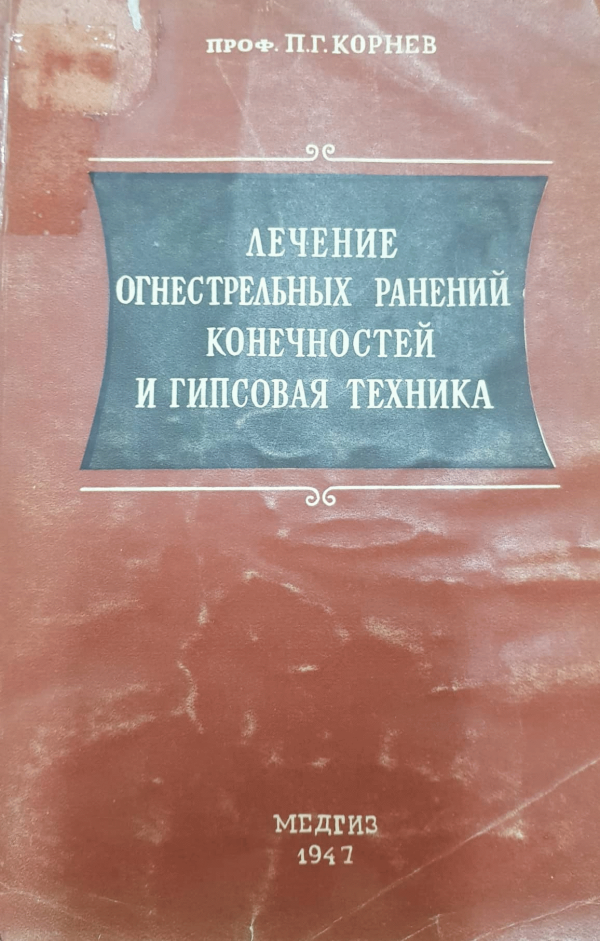 ПРОФ. П.Г. КОРНЕВ
ЛЕЧЕНИЕ
ОГНЕСТРЕЛЬНЫХ РАНЕНИЙ
КОНЕЧНОСТЕЙ
И ГИПСОВАЯ ТЕХНИКА
МЕДГИЗ
1947